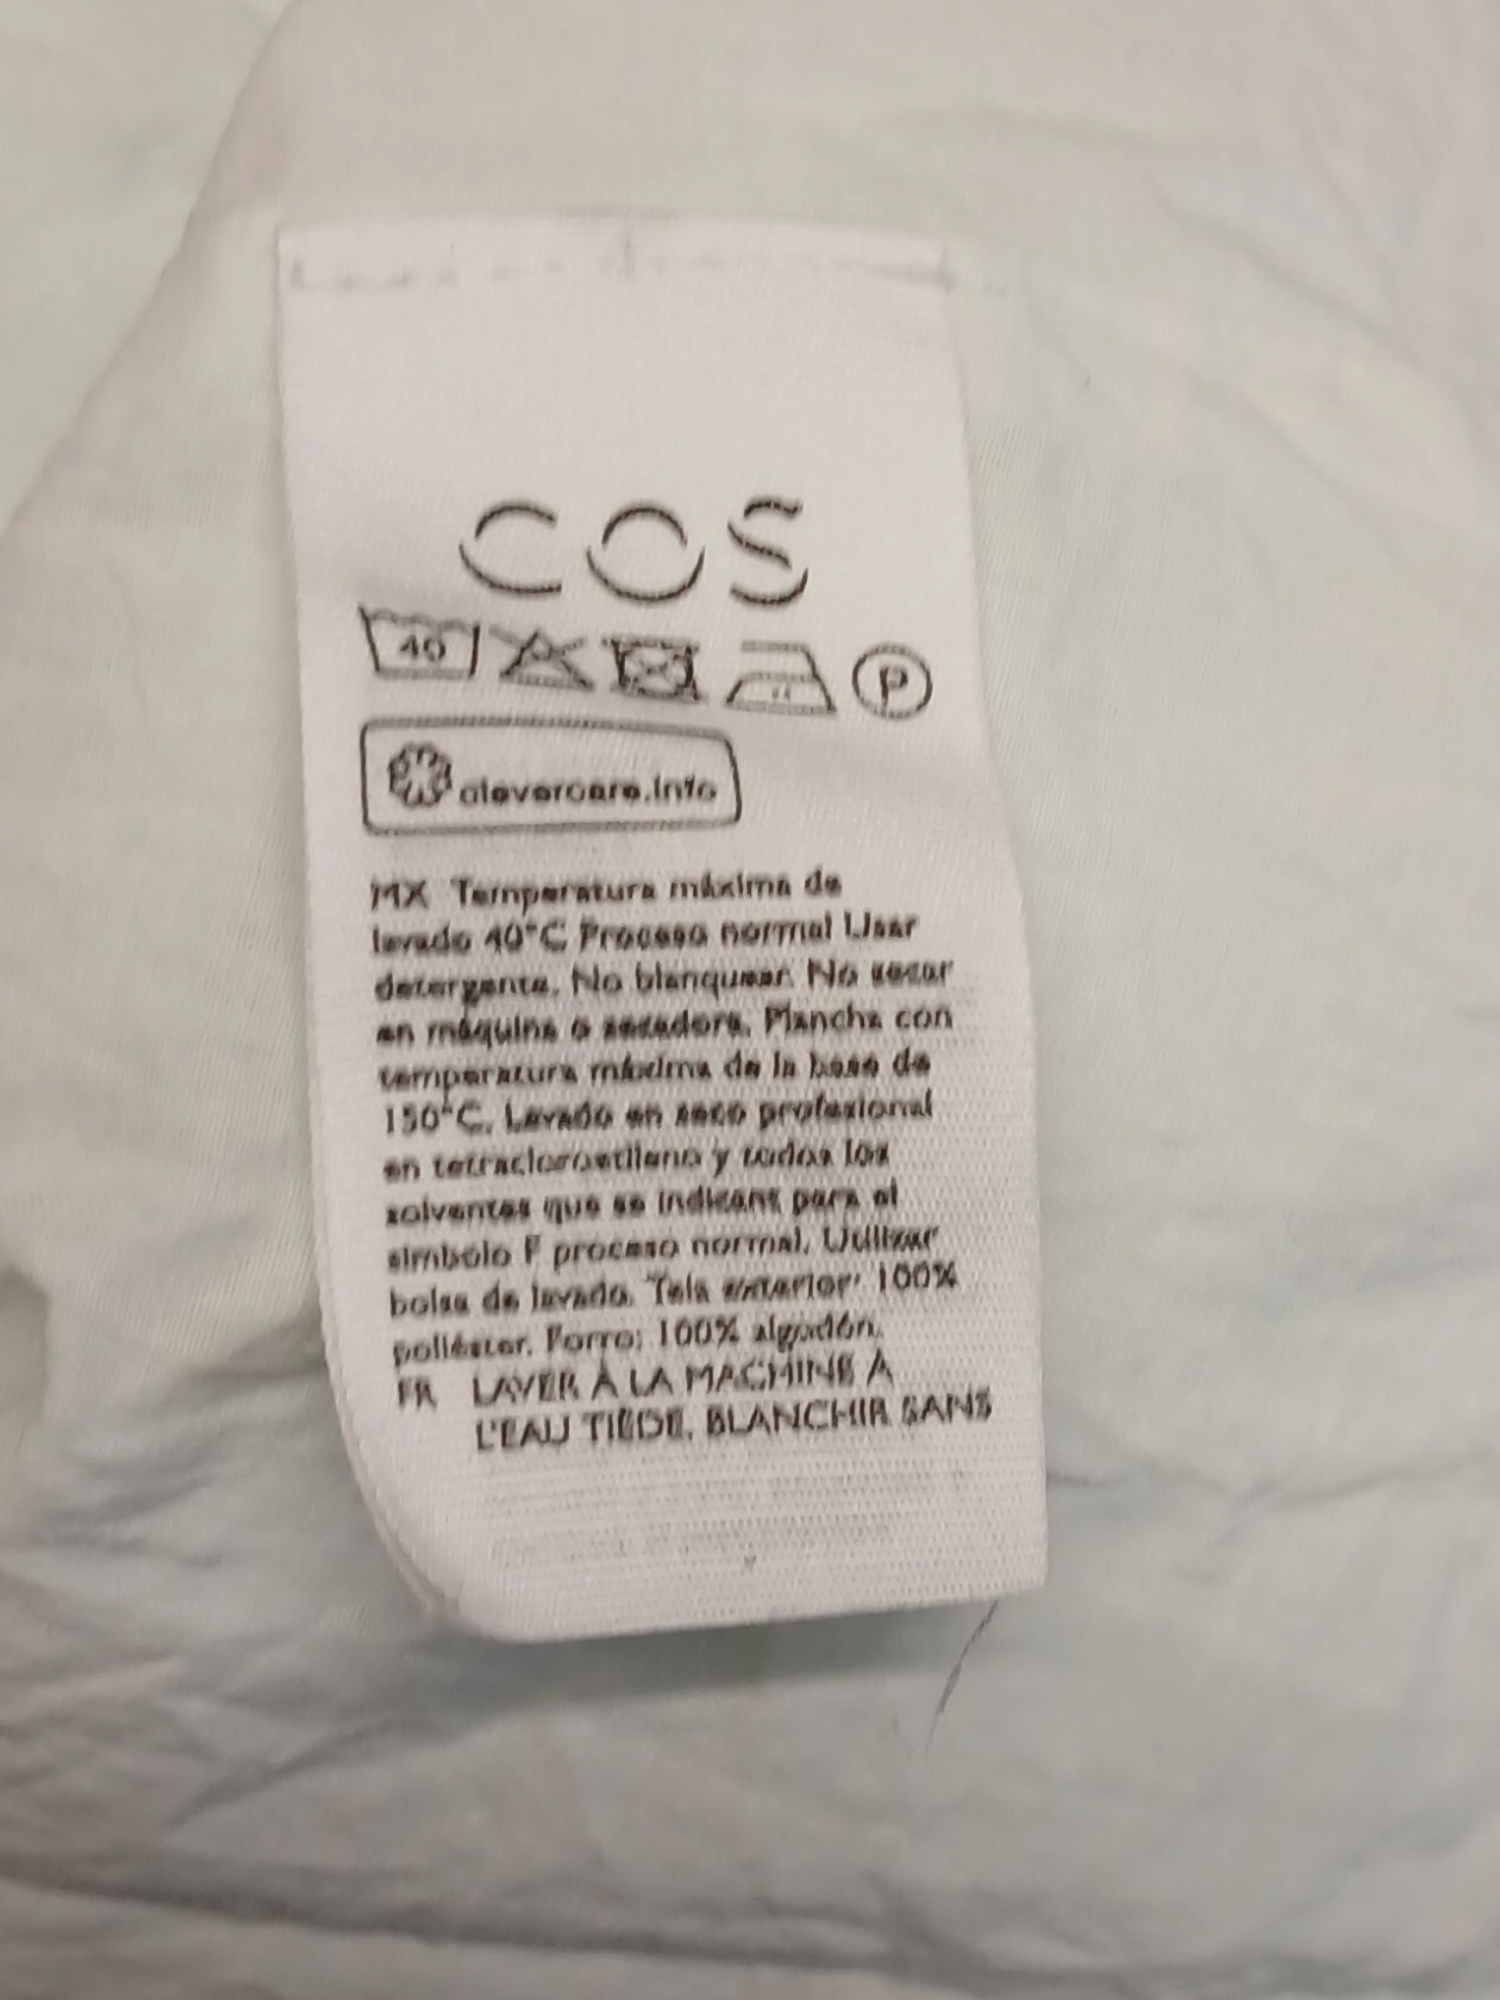 COS
40
P
clevercare.info
MX Temperatura máxima de
lavado 40°C Proceso normal Usar
detergente. No blanquear. No secar
en máquina o secadora. Plancha con
temperatura máxima de la base de
150°C. Lavado en seco profesional
en tetracloroetileno y todos los
solventes que se indicant para el
símbolo F proceso normal. Utilizar
bolsa de lavado. Tela exterior: 100%
poliéster. Forro: 100% algodón.
FR LAVER À LA MACHINE À
L'EAU TIÈDE. BLANCHIR SANS